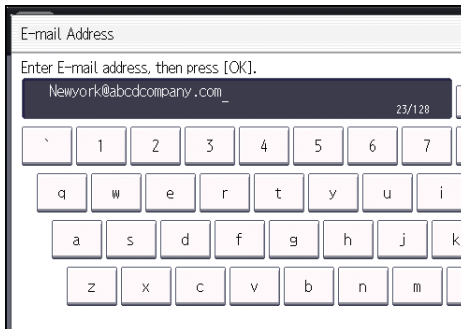 E-mail Address
Enter E-mail address, then press [OK].
Newyork@abcdcompany.com_
23/128
` 1 2 3 4 5 6 7
q w e r t y u i
a s d f g h j k
z x c v b n m